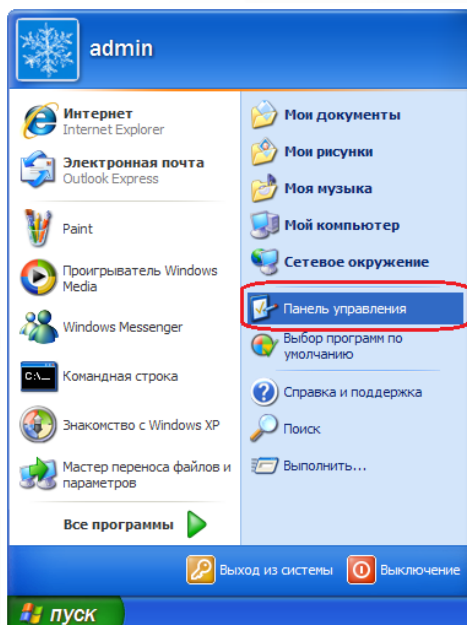 admin
Интернет
Internet Explorer
Электронная почта
Outlook Express
Paint
Проигрыватель Windows
Media
Windows Messenger
C:\_
Командная строка
Знакомство с Windows XP
Мастер переноса файлов и
параметров
Все программы
Мои документы
Мои рисунки
Моя музыка
Мой компьютер
Сетевое окружение
Панель управления
Выбор программ по
умолчанию
Справка и поддержка
Поиск
Выполнить...
Выход из системы
Выключение
пуск